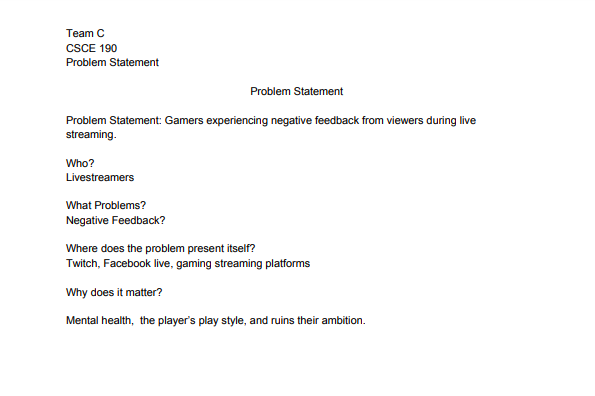 Team C
CSCE 190
Problem Statement
Problem Statement
Problem Statement: Gamers experiencing negative feedback from viewers during live
streaming.
Who?
Livestreamers
What Problems?
Negative Feedback?
Where does the problem present itself?
Twitch, Facebook live, gaming streaming platforms
Why does it matter?
Mental health,  the player's play style, and ruins their ambition.